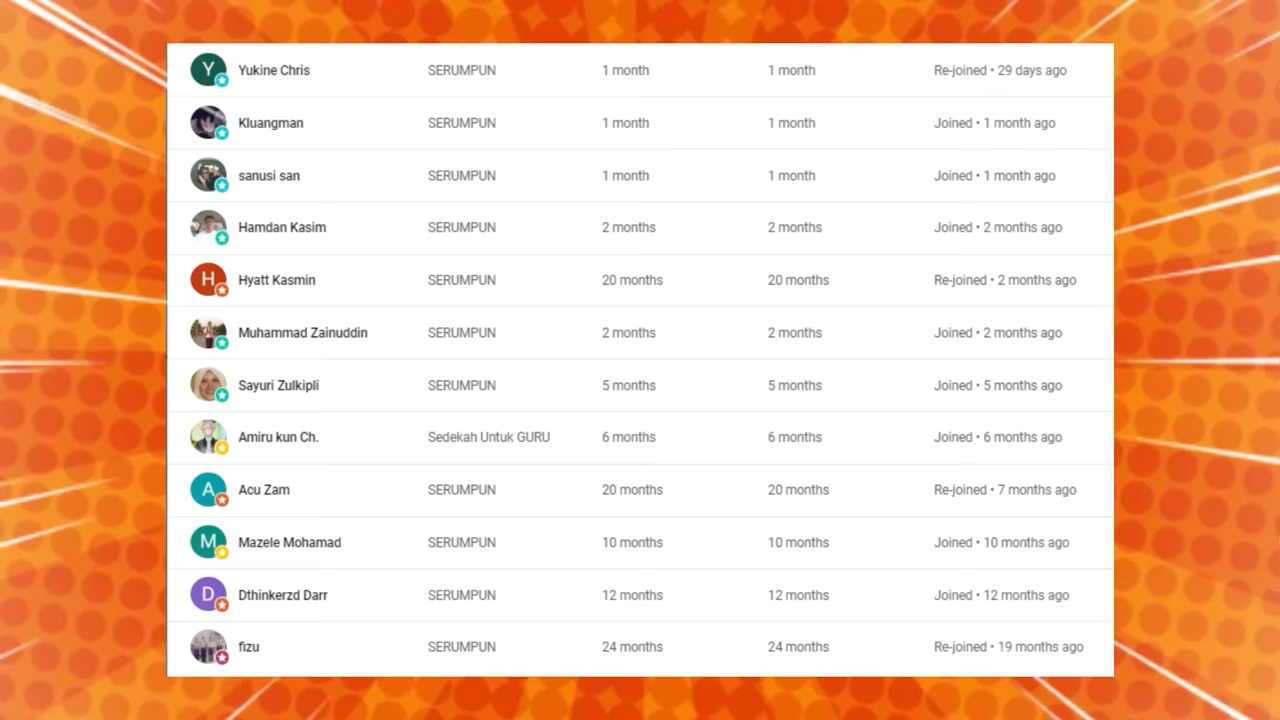 Y Yukine Chris SERUMPUN 1 month 1 month Re-joined • 29 days ago
Kluangman SERUMPUN 1 month 1 month Joined • 1 month ago
sanusi san SERUMPUN 1 month 1 month Joined • 1 month ago
Hamdan Kasim SERUMPUN 2 months 2 months Joined • 2 months ago
H Hyatt Kasmin SERUMPUN 20 months 20 months Re-joined • 2 months ago
Muhammad Zainuddin SERUMPUN 2 months 2 months Joined • 2 months ago
Sayuri Zulkipli SERUMPUN 5 months 5 months Joined • 5 months ago
Amiru kun Ch. Sedekah Untuk GURU 6 months 6 months Joined • 6 months ago
A Acu Zam SERUMPUN 20 months 20 months Re-joined • 7 months ago
M Mazele Mohamad SERUMPUN 10 months 10 months Joined • 10 months ago
D Dthinkerzd Darr SERUMPUN 12 months 12 months Joined • 12 months ago
fizu SERUMPUN 24 months 24 months Re-joined • 19 months ago